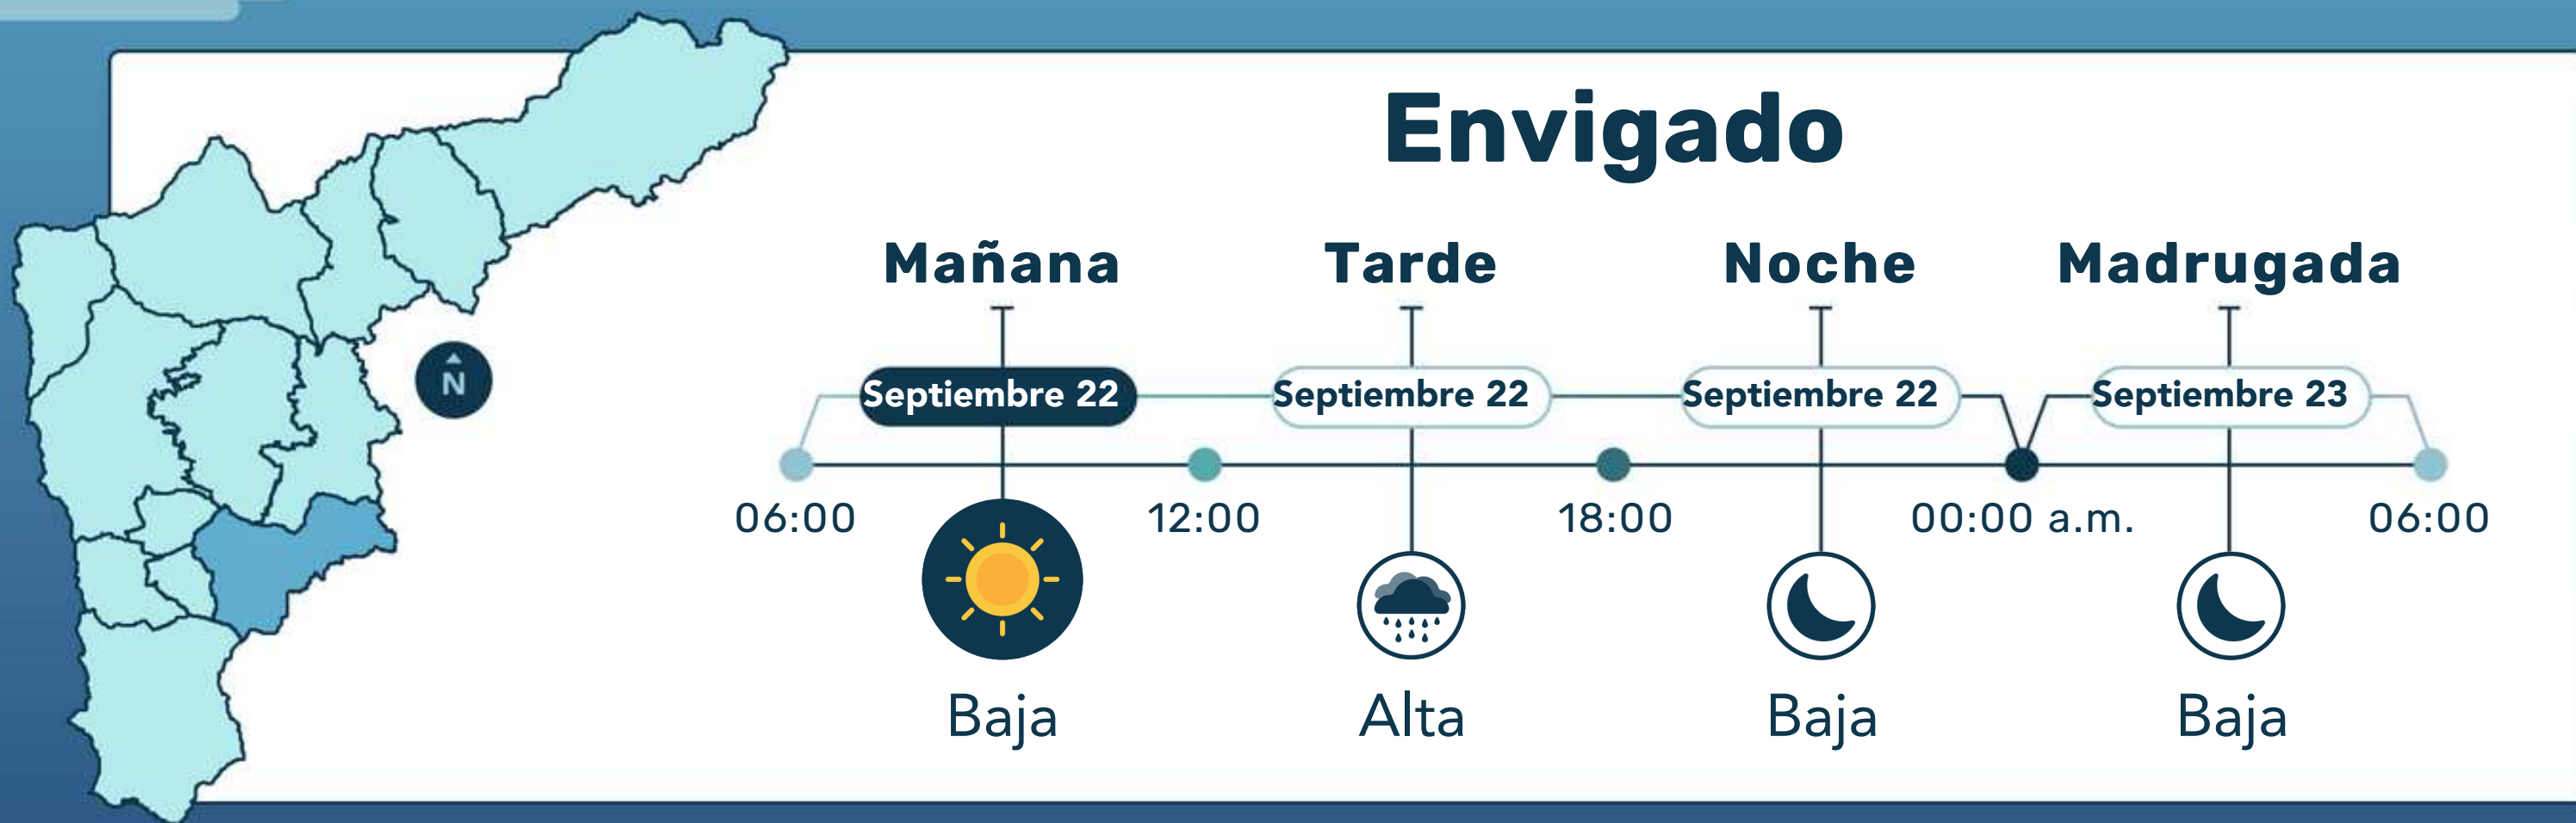 Envigado
Mañana Tarde Noche Madrugada
Septiembre 22 Septiembre 22 Septiembre 22 Septiembre 23
N
06:00 12:00 18:00 00:00 a.m. 06:00
Baja Alta Baja Baja